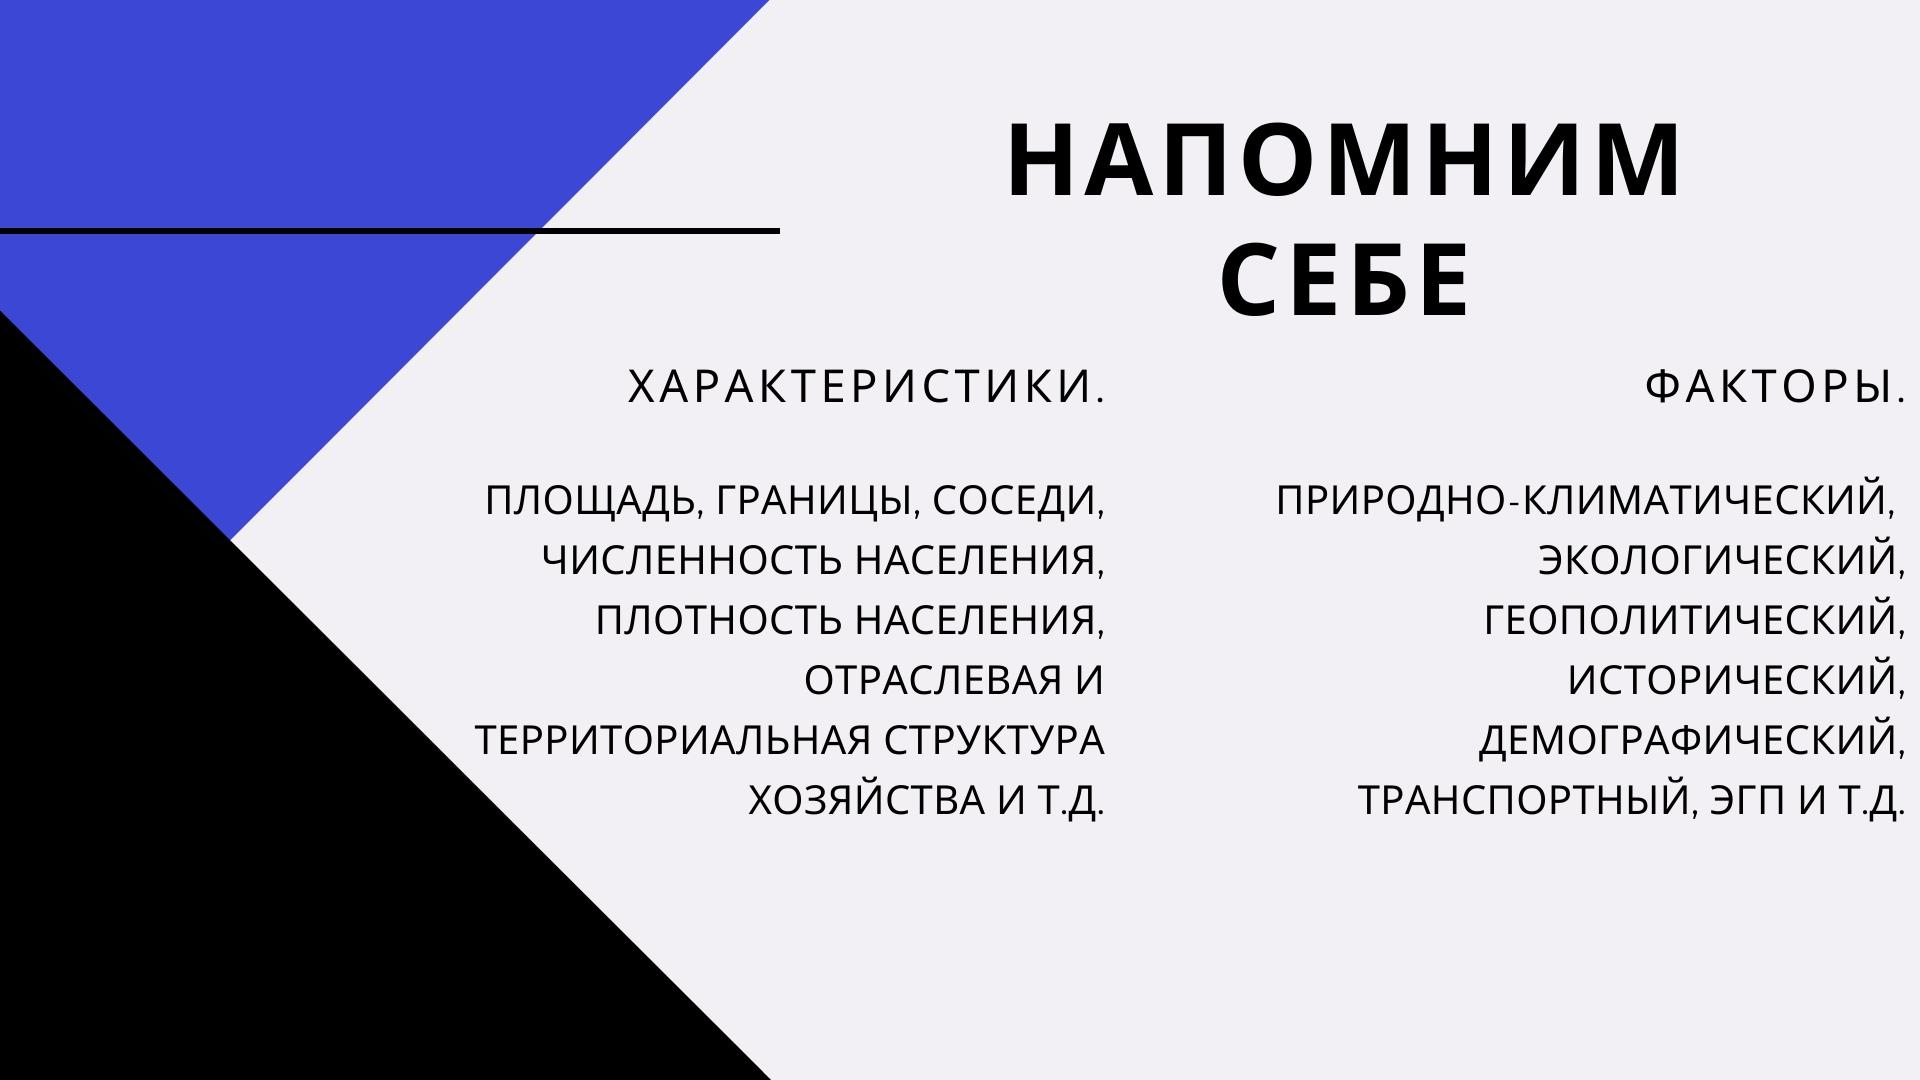 НАПОМНИМ
СЕБЕ
ХАРАКТЕРИСТИКИ.
ПЛОЩАДЬ, ГРАНИЦЫ, СОСЕДИ,
ЧИСЛЕННОСТЬ НАСЕЛЕНИЯ,
ПЛОТНОСТЬ НАСЕЛЕНИЯ,
ОТРАСЛЕВАЯ И
ТЕРРИТОРИАЛЬНАЯ СТРУКТУРА
ХОЗЯЙСТВА И Т.Д.
ФАКТОРЫ.
ПРИРОДНО-КЛИМАТИЧЕСКИЙ,
ЭКОЛОГИЧЕСКИЙ,
ГЕОПОЛИТИЧЕСКИЙ,
ИСТОРИЧЕСКИЙ,
ДЕМОГРАФИЧЕСКИЙ,
ТРАНСПОРТНЫЙ, ЭГП И Т.Д.